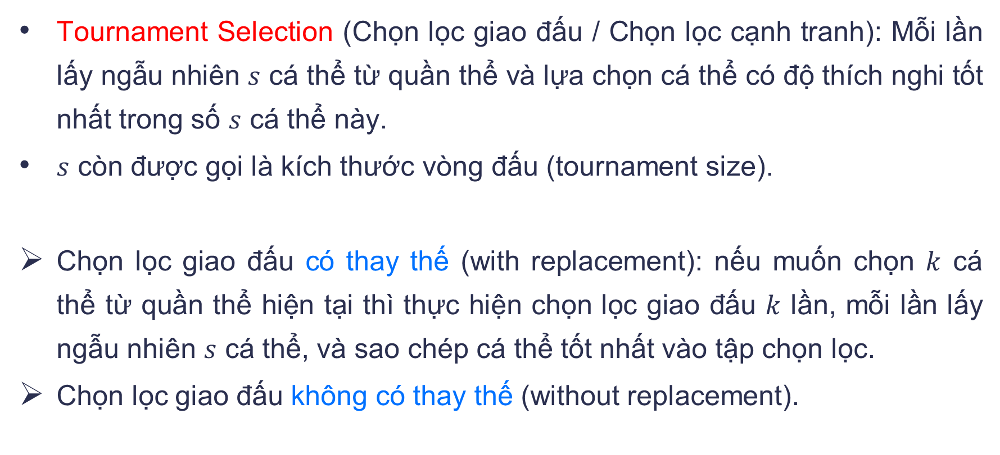 • Tournament Selection (Chọn lọc giao đấu / Chọn lọc cạnh tranh): Mỗi lần
lấy ngẫu nhiên s cá thể từ quần thể và lựa chọn cá thể có độ thích nghi tốt
nhất trong số s cá thể này.
• s còn được gọi là kích thước vòng đấu (tournament size).
➢ Chọn lọc giao đấu có thay thế (with replacement): nếu muốn chọn k cá
thể từ quần thể hiện tại thì thực hiện chọn lọc giao đấu k lần, mỗi lần lấy
ngẫu nhiên s cá thể, và sao chép cá thể tốt nhất vào tập chọn lọc.
➢ Chọn lọc giao đấu không có thay thế (without replacement).